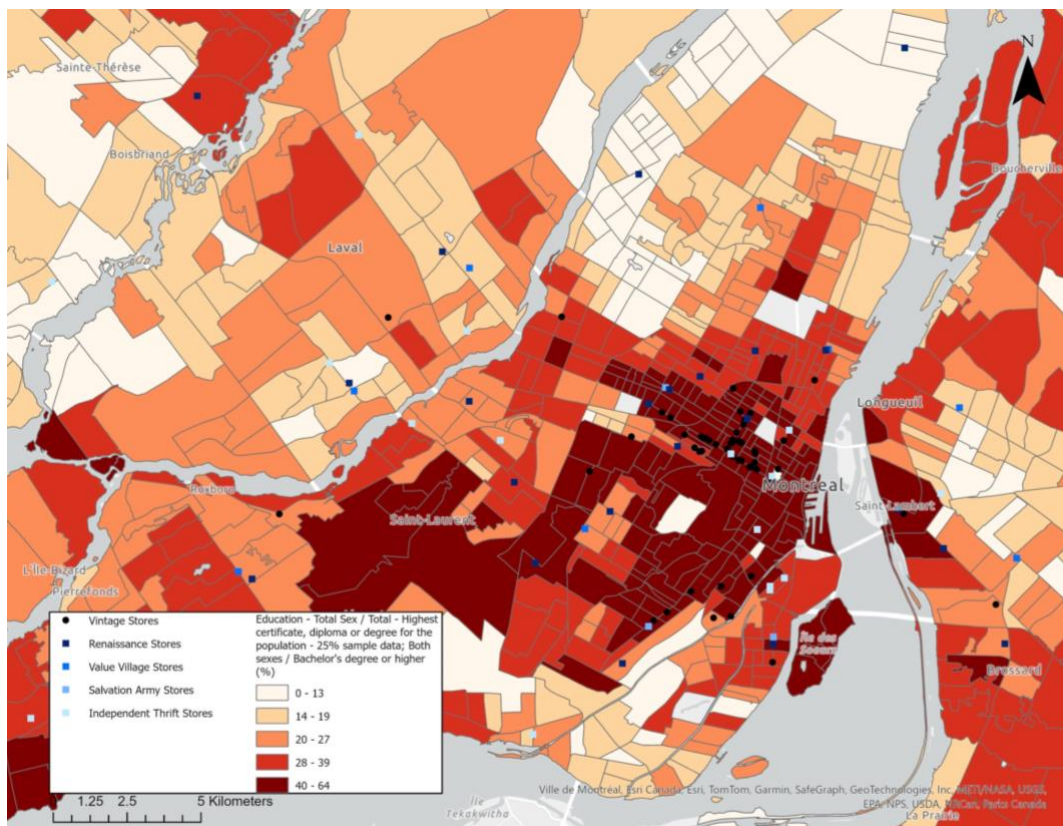 N
Sainte-Thérèse
Boisbriand
Boucherville
Laval
Longueuil
Montreal
Roxboro
Saint-Laurent
Saint-Lambert
L'Île-Bizard
Pierrefonds
Île des
Soeurs
Brossard
Vintage Stores
Renaissance Stores
Value Village Stores
Salvation Army Stores
Independent Thrift Stores
Education - Total Sex / Total - Highest
certificate, diploma or degree for the
population - 25% sample data; Both
sexes / Bachelor's degree or higher
(%)
0 - 13
14 - 19
20 - 27
28 - 39
40 - 64
1.25 2.5 5 Kilometers
Île
Tekakwitha
Ville de Montréal, Esri Canada, Esri, TomTom, Garmin, SafeGraph, GeoTechnologies, Inc, METI/NASA, USGS,
EPA, NPS, USDA, NRCan, Parks Canada
La Prairie